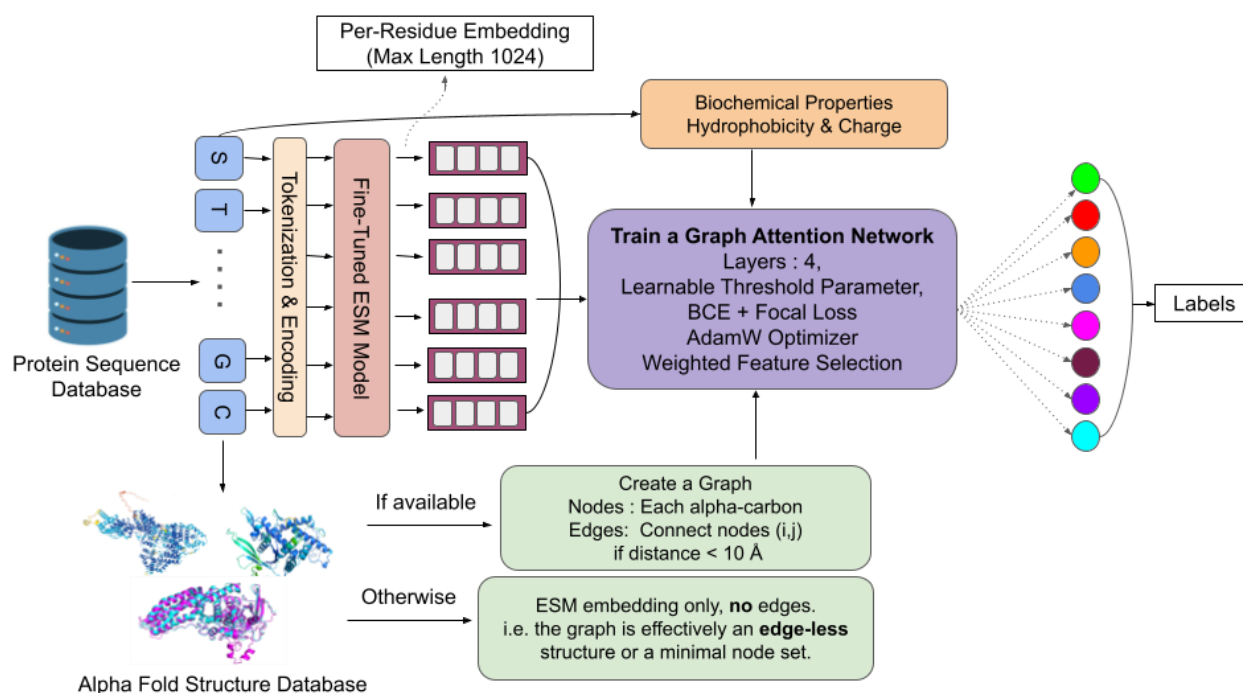 Per-Residue Embedding
(Max Length 1024)
Biochemical Properties
Hydrophobicity & Charge
S
T
G
C
Tokenization & Encoding
Fine-Tuned ESM Model
Protein Sequence
Database
Train a Graph Attention Network
Layers : 4,
Learnable Threshold Parameter,
BCE + Focal Loss
AdamW Optimizer
Weighted Feature Selection
Labels
If available
Create a Graph
Nodes : Each alpha-carbon
Edges: Connect nodes (i,j)
if distance < 10 Å
Otherwise
ESM embedding only, no edges.
i.e. the graph is effectively an edge-less
structure or a minimal node set.
Alpha Fold Structure Database